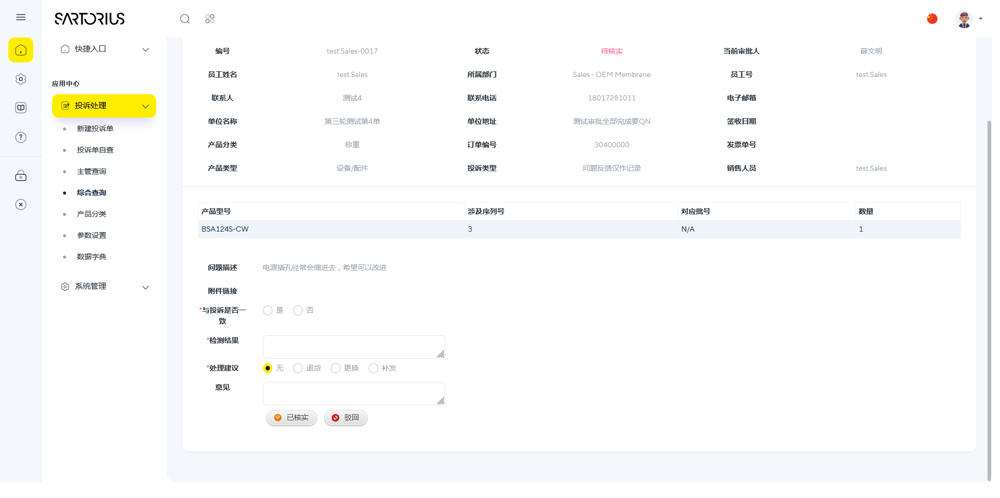 SARTORIUS
快捷入口
应用中心
投诉处理
新建投诉单
投诉单自查
主管查询
综合查询
产品分类
参数设置
数据字典
系统管理
编号 test.Sales-0017 状态 待核实 当前审批人 薛文明
员工姓名 test.Sales 所属部门 Sales - OEM Membrane 员工号 test.Sales
联系人 测试4 联系电话 18017281011 电子邮箱
单位名称 第三轮测试第4单 单位地址 测试审批全部完成要QN 签收日期
产品分类 称重 订单编号 30400000 发票单号
产品类型 设备/配件 投诉类型 问题反馈仅作记录 销售人员 test.Sales
产品型号 涉及序列号 对应批号 数量
BSA124S-CW 3 N/A 1
问题描述 电源插孔经常会缩进去，希望可以改进
附件链接
*与投诉是否一 是 否
致
*检测结果
*处理建议 无 退货 更换 补发
意见
已核实 驳回